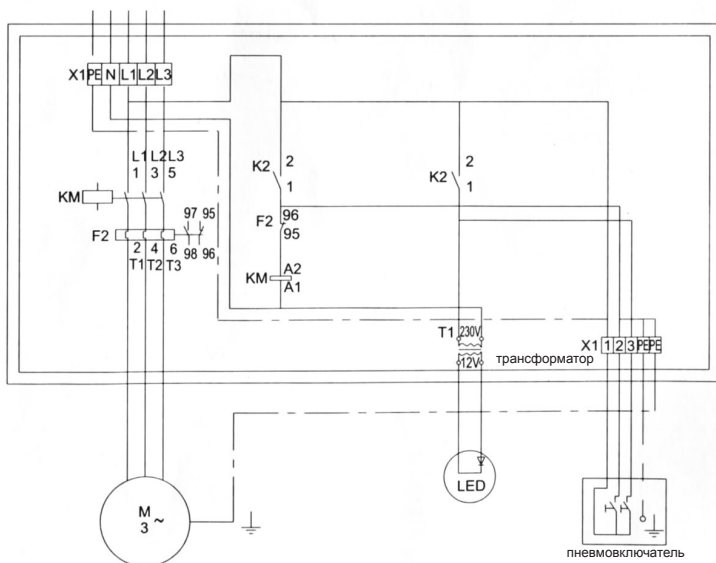 X1 PE N L1 L2 L3
L1 L2 L3
1 3 5
KM
97 95
F2
2 4 6
98 96
T1 T2 T3
K2
2
1
K2
2
1
F2
96
95
KM
A2
A1
T1 230V
12V
трансформатор
X1 1 2 3 PE PE
LED
M
3 ~
пневмовключатель